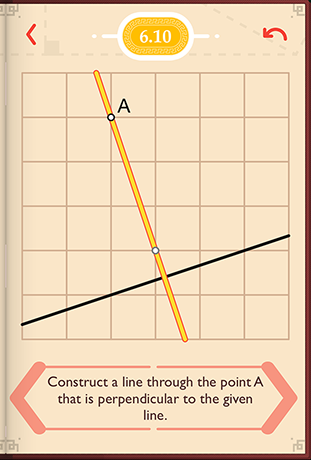 6.10
A
Construct a line through the point A
that is perpendicular to the given
line.